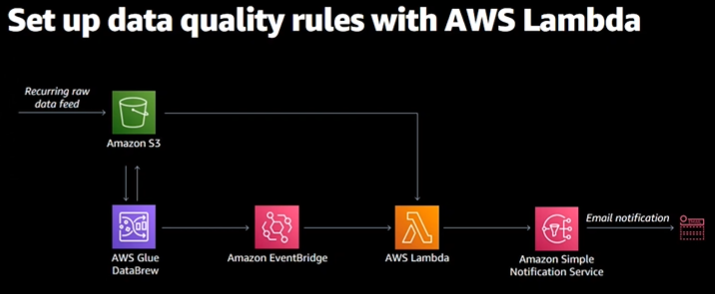 Set up data quality rules with AWS Lambda
Recurring raw
data feed
Amazon S3
AWS Glue
DataBrew
Amazon EventBridge
AWS Lambda
Amazon Simple
Notification Service
Email notification